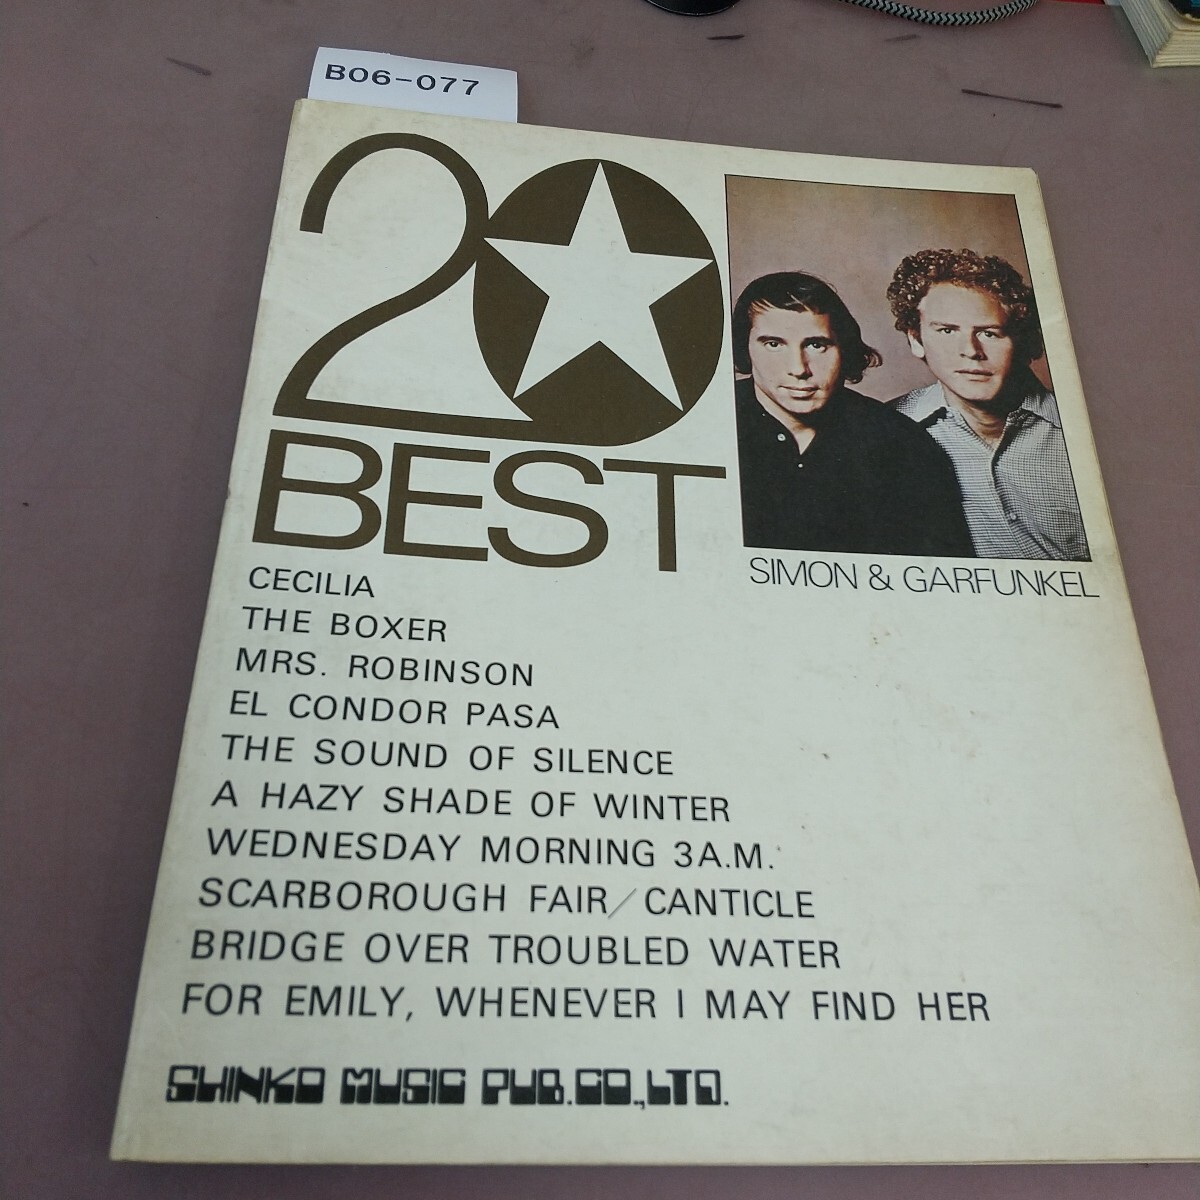 B06-077
20
BEST
SIMON & GARFUNKEL
CECILIA
THE BOXER
MRS. ROBINSON
EL CONDOR PASA
THE SOUND OF SILENCE
A HAZY SHADE OF WINTER
WEDNESDAY MORNING 3A.M.
SCARBOROUGH FAIR/CANTICLE
BRIDGE OVER TROUBLED WATER
FOR EMILY, WHENEVER I MAY FIND HER
SHINKO MUSIC PUB.CO.,LTD.